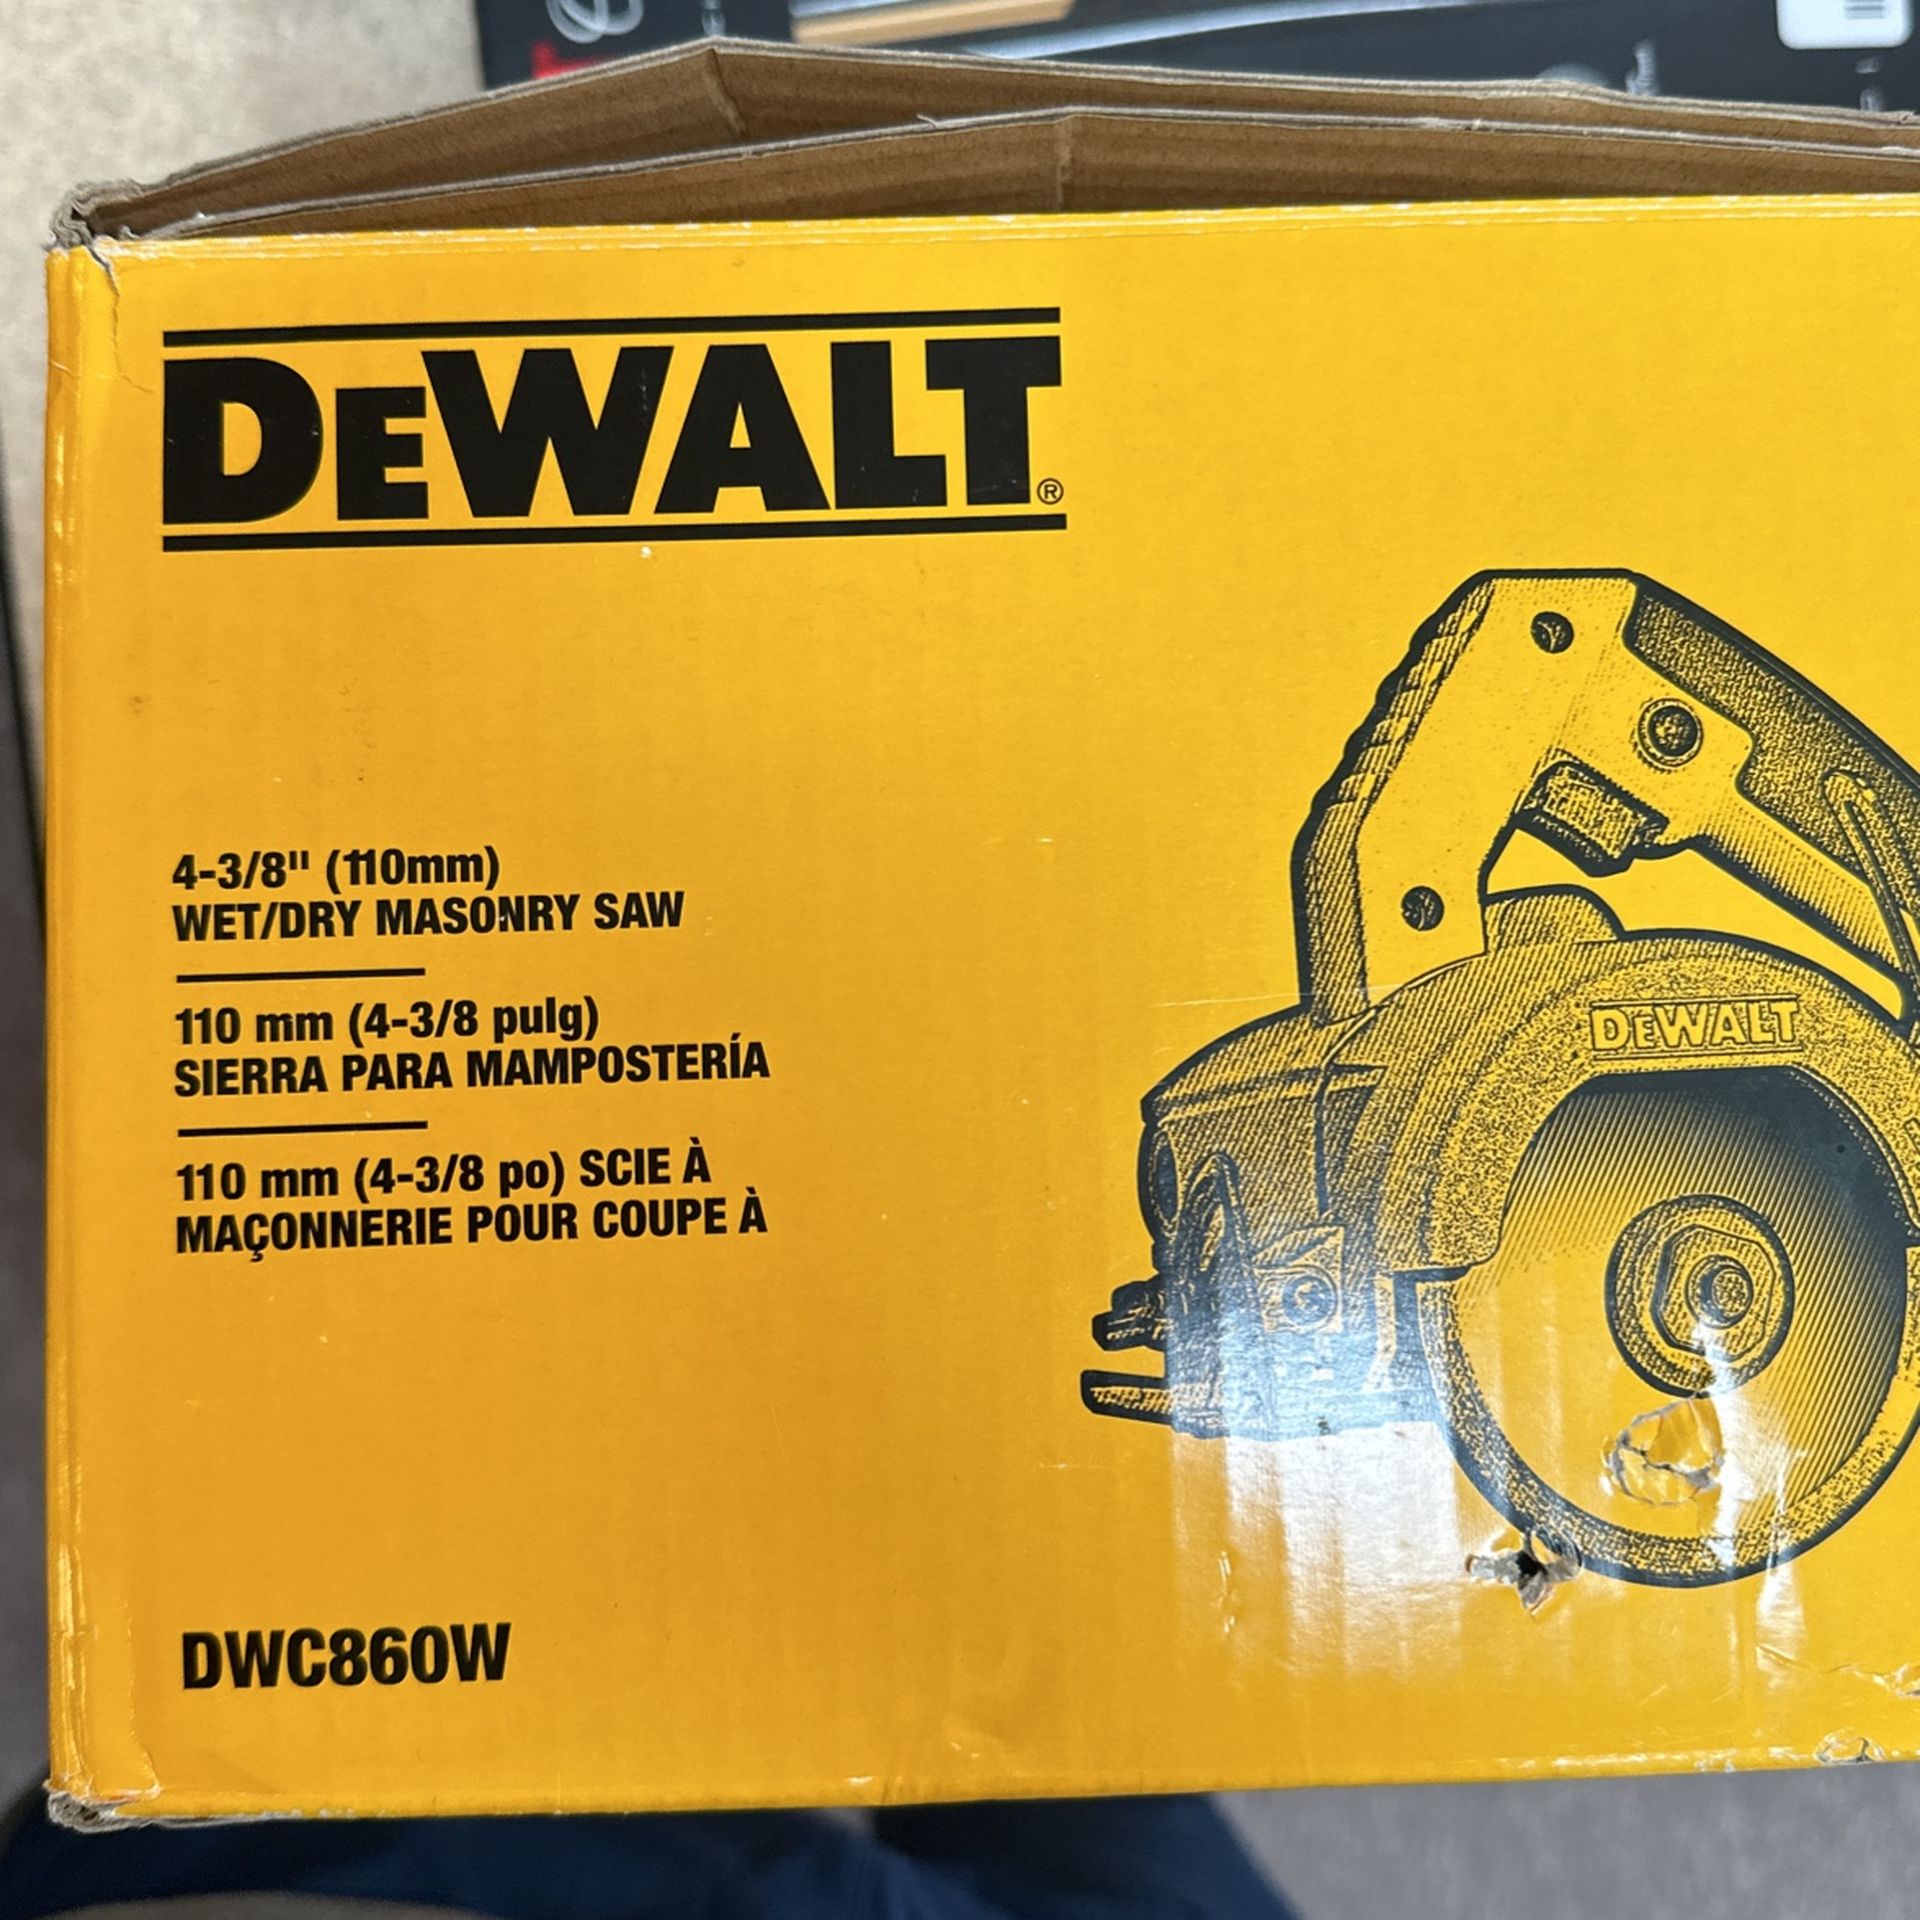 DEWALT®
4-3/8" (110mm)
WET/DRY MASONRY SAW
110 mm (4-3/8 pulg)
SIERRA PARA MAMPOSTERÍA
110 mm (4-3/8 po) SCIE À
MAÇONNERIE POUR COUPE À
DEWALT
DWC860W